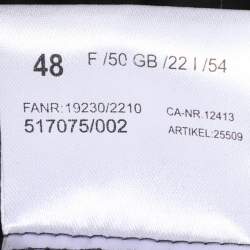 48 F /50 GB /22 I /54
FANR:19230/2210 CA-NR.12413
517075/002 ARTIKEL:25509